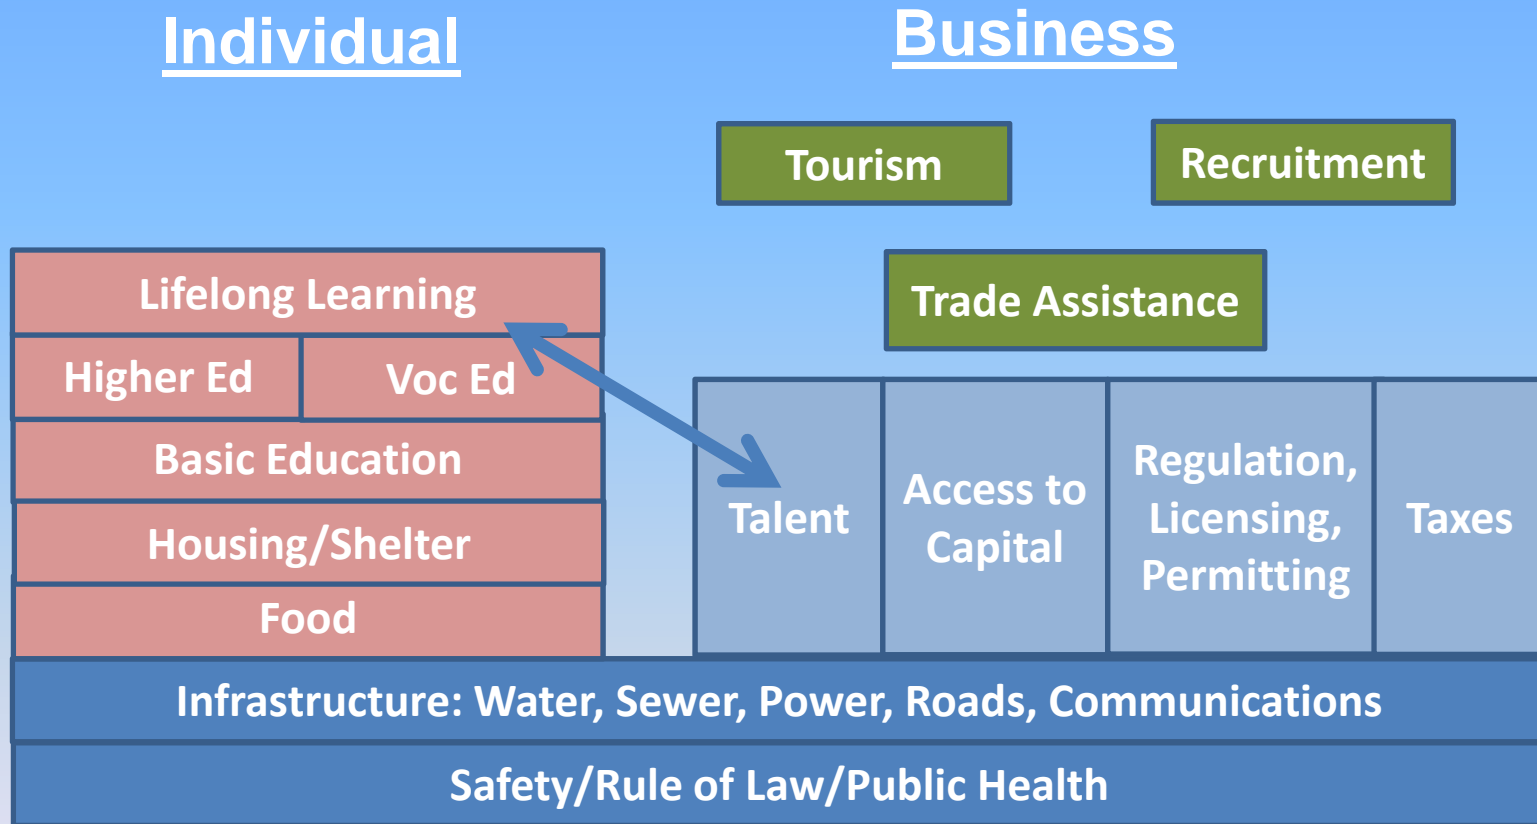 Individual
Business
Tourism
Recruitment
Lifelong Learning
Trade Assistance
Higher Ed
Voc Ed
Basic Education
Housing/Shelter
Food
Talent
Access to
Capital
Regulation,
Licensing,
Permitting
Taxes
Infrastructure: Water, Sewer, Power, Roads, Communications
Safety/Rule of Law/Public Health